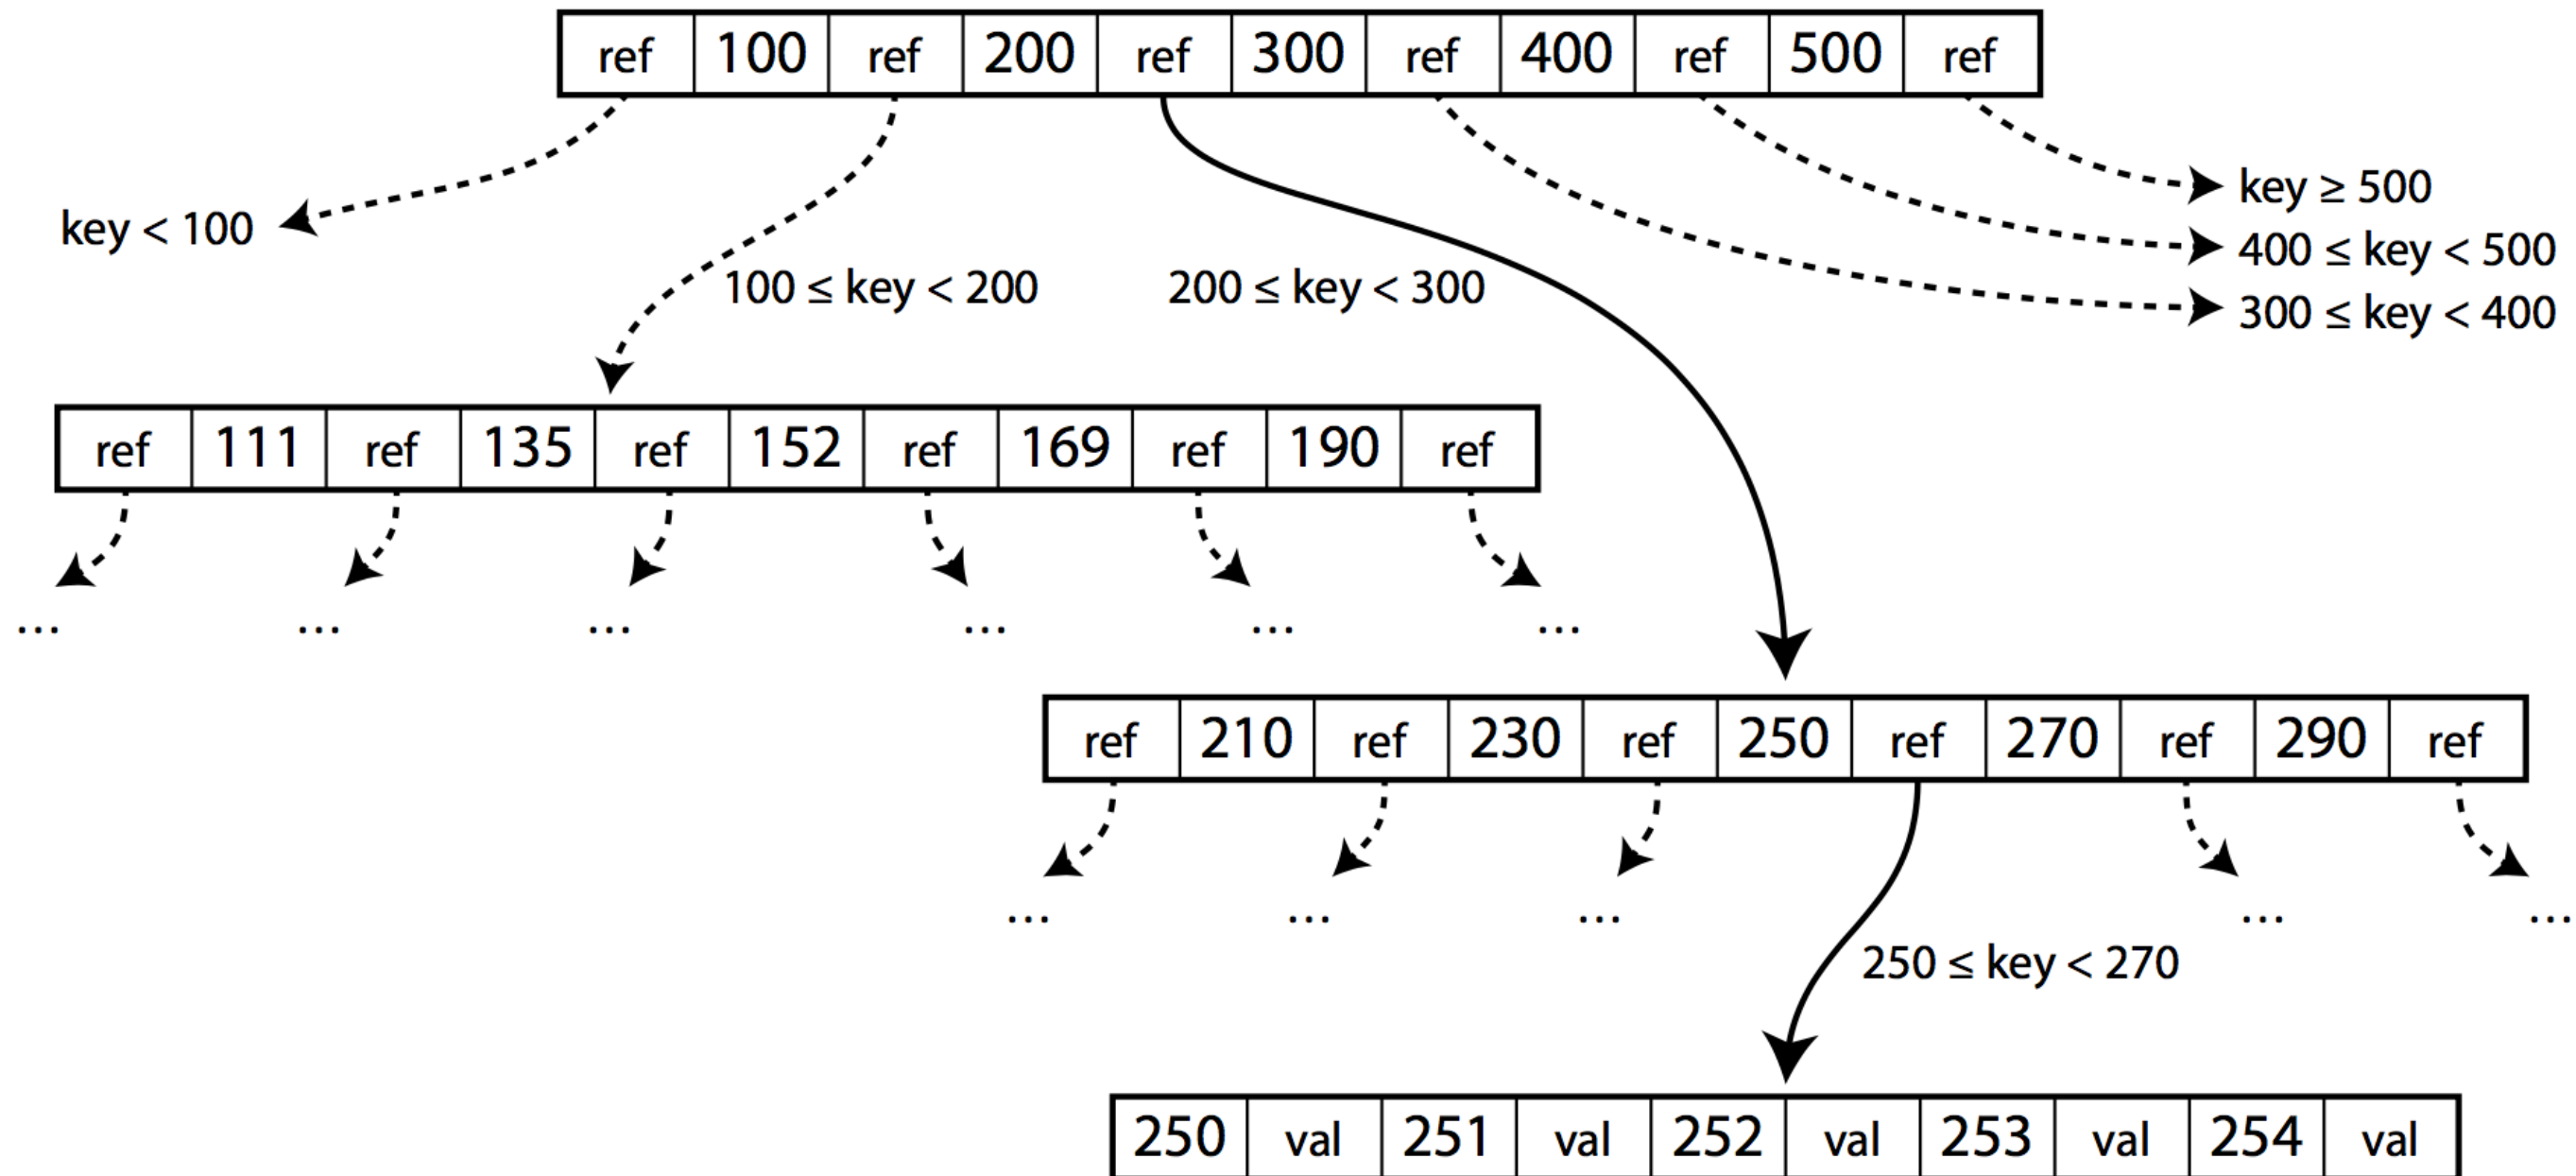 ref 100 ref 200 ref 300 ref 400 ref 500 ref
key < 100
key ≥ 500
400 ≤ key < 500
300 ≤ key < 400
100 ≤ key < 200
200 ≤ key < 300
ref 111 ref 135 ref 152 ref 169 ref 190 ref
... ... ... ... ... ...
ref 210 ref 230 ref 250 ref 270 ref 290 ref
... ... ... ... ...
250 ≤ key < 270
250 val 251 val 252 val 253 val 254 val